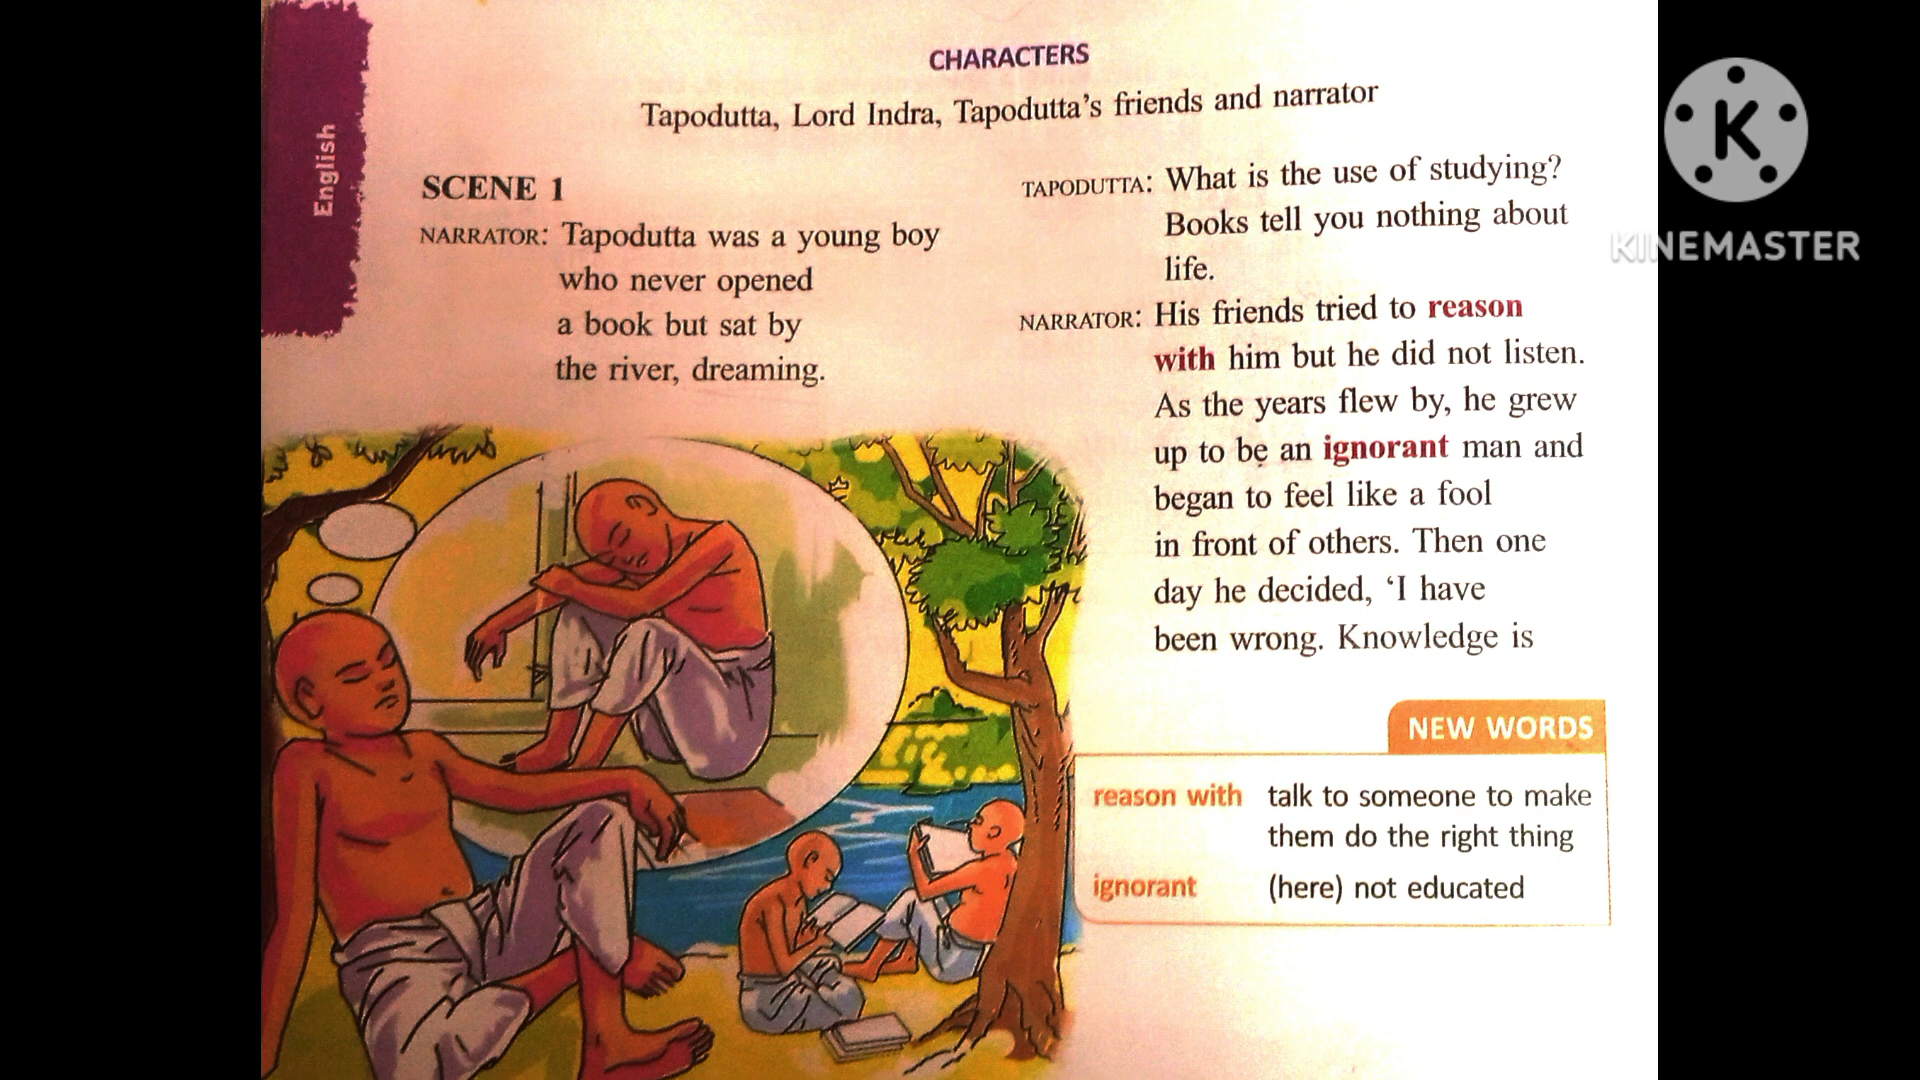 English
CHARACTERS
Tapodutta, Lord Indra, Tapodutta's friends and narrator
SCENE 1
NARRATOR: Tapodutta was a young boy
who never opened
a book but sat by
the river, dreaming.
TAPODUTTA: What is the use of studying?
Books tell you nothing about
life.
NARRATOR: His friends tried to reason
with him but he did not listen.
As the years flew by, he grew
up to be an ignorant man and
began to feel like a fool
in front of others. Then one
day he decided, ‘I have
been wrong. Knowledge is
NEW WORDS
reason with talk to someone to make
them do the right thing
ignorant (here) not educated
K
KINEMASTER